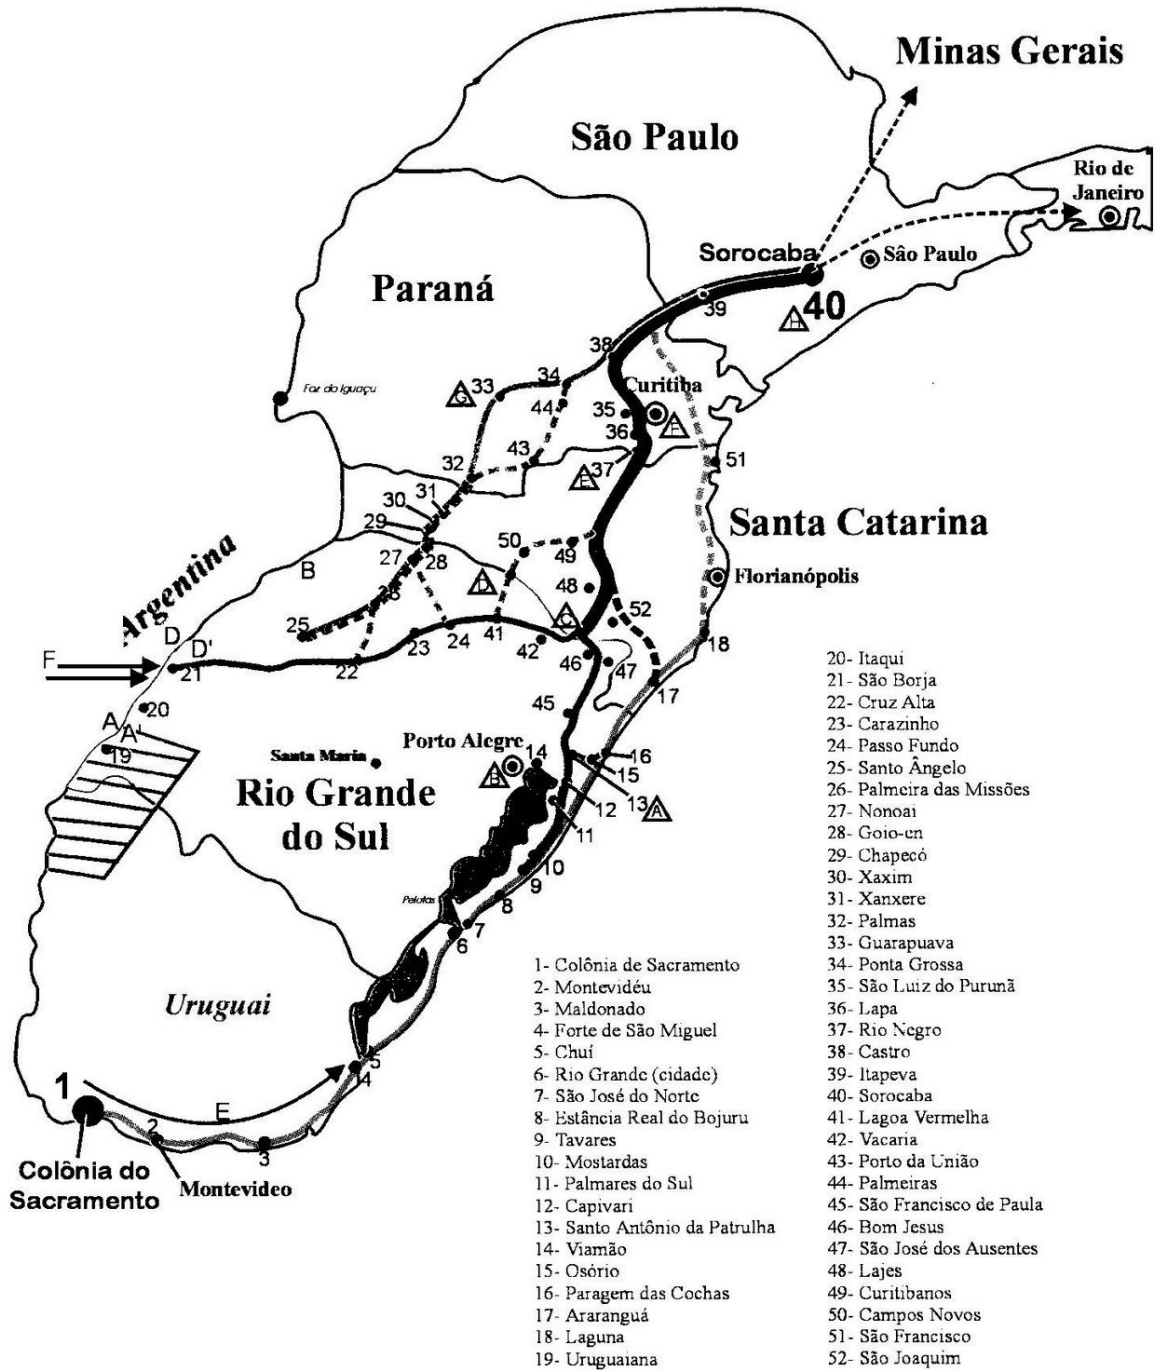 Minas Gerais
São Paulo
Rio de
Janeiro
Sorocaba
Sâo Paulo
Paraná
39
40
H
38
Foz do Iguaçu
G
33
34
Curitiba
44
35
F
36
43
32
37
51
E
31
30
29
Santa Catarina
Argentina
50
49
B
27
28
D
48
Florianópolis
26
C
52
25
41
D
D'
23
24
42
18
F
21
22
46
47
17
20
45
A
A'
19
Porto Alegre
14
16
Santa Maria
B
15
Rio Grande
do Sul
12
13
A
11
10
9
Pelotas
8
7
6
Uruguai
5
14
1
E
2
3
Colônia do
Sacramento
Montevideo
1- Colônia de Sacramento
2- Montevidéu
3- Maldonado
4- Forte de São Miguel
5- Chuí
6- Rio Grande (cidade)
7- São José do Norte
8- Estância Real do Bojuru
9- Tavares
10- Mostardas
11- Palmares do Sul
12- Capivari
13- Santo Antônio da Patrulha
14- Viamão
15- Osório
16- Paragem das Cochas
17- Araranguá
18- Laguna
19- Uruguaiana
20- Itaqui
21- São Borja
22- Cruz Alta
23- Carazinho
24- Passo Fundo
25- Santo Ângelo
26- Palmeira das Missões
27- Nonoai
28- Goio-en
29- Chapecó
30- Xaxim
31- Xanxere
32- Palmas
33- Guarapuava
34- Ponta Grossa
35- São Luiz do Purunã
36- Lapa
37- Rio Negro
38- Castro
39- Itapeva
40- Sorocaba
41- Lagoa Vermelha
42- Vacaria
43- Porto da União
44- Palmeiras
45- São Francisco de Paula
46- Bom Jesus
47- São José dos Ausentes
48- Lajes
49- Curitibanos
50- Campos Novos
51- São Francisco
52- São Joaquim